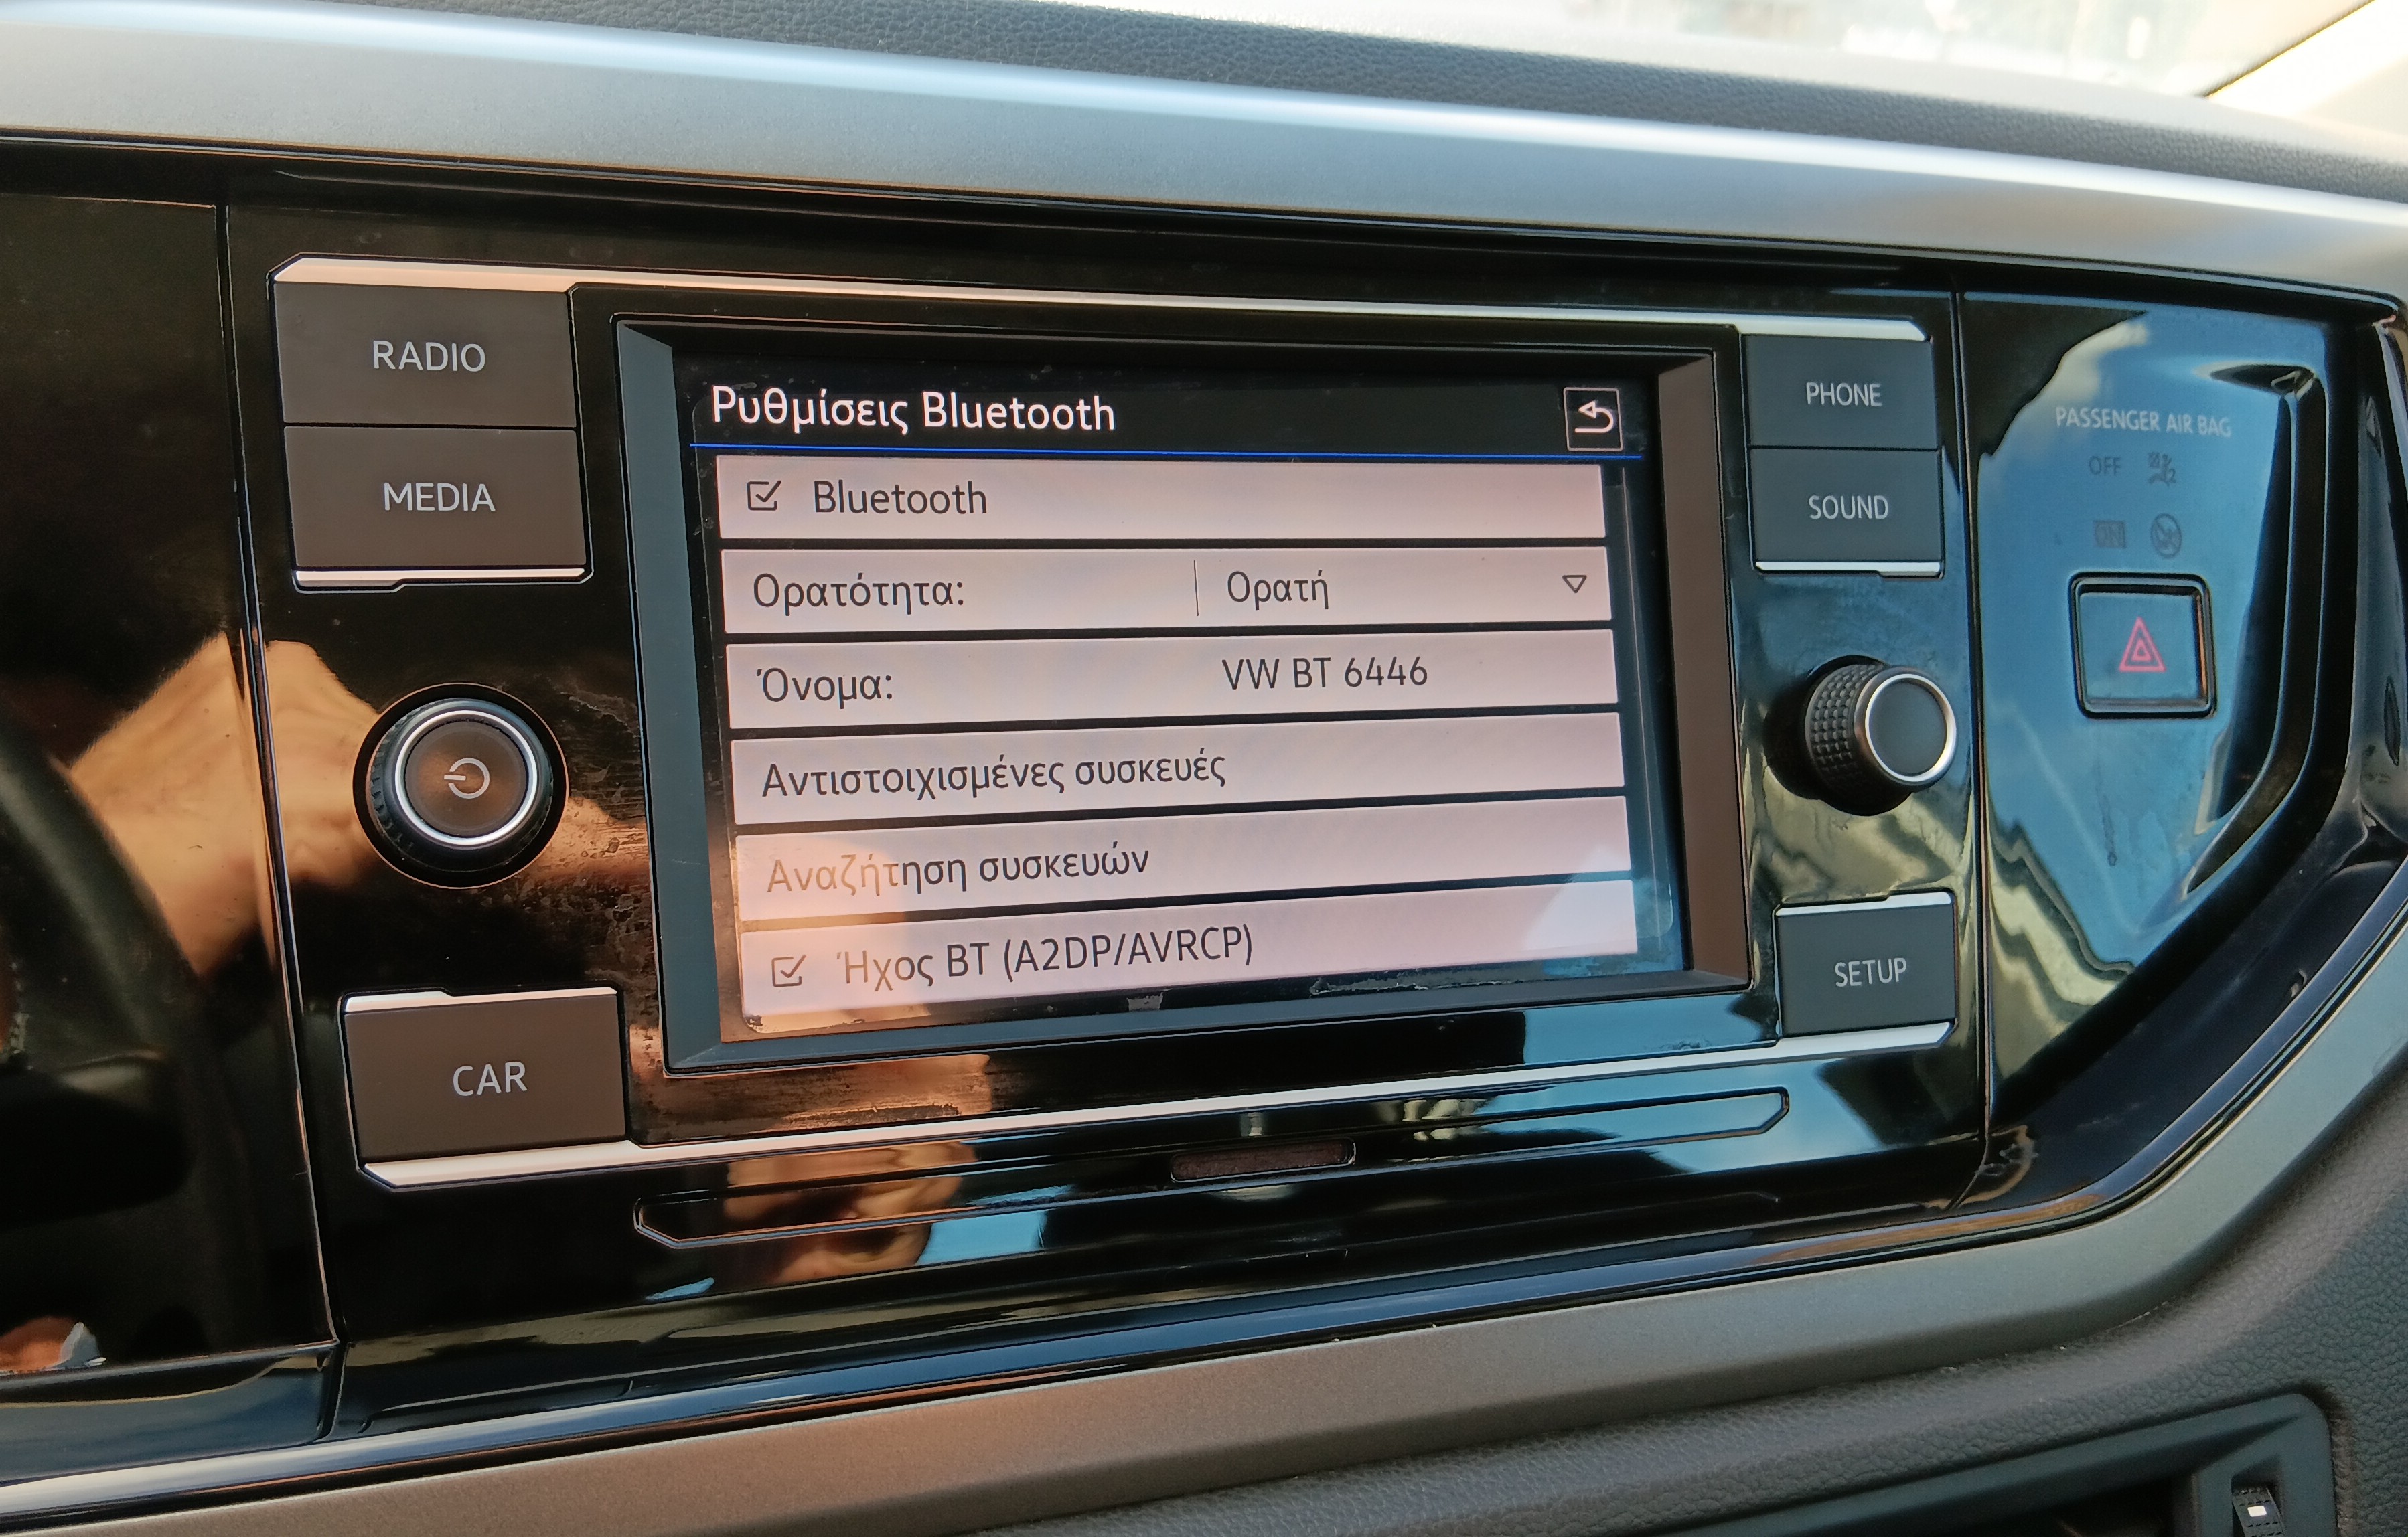 RADIO
MEDIA
CAR
Ρυθμίσεις Bluetooth
Bluetooth
Ορατότητα: Ορατή
Όνομα: VW BT 6446
Αντιστοιχισμένες συσκευές
Αναζήτηση συσκευών
Ήχος BT (A2DP/AVRCP)
PHONE
SOUND
SETUP
PASSENGER AIR BAG
OFF
ON